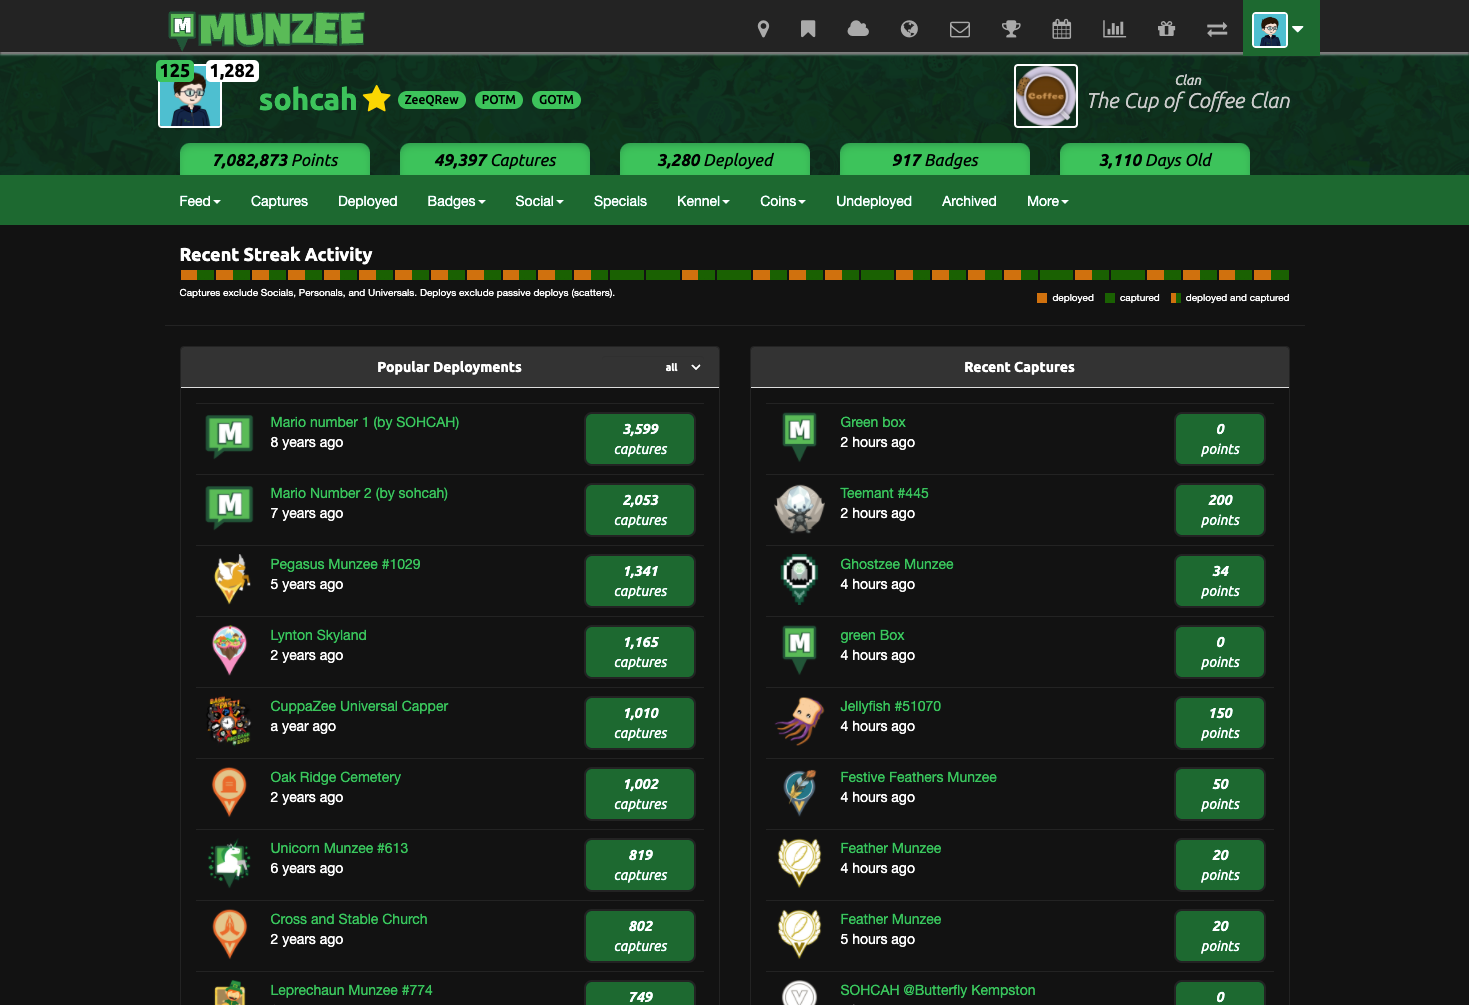 MUNZEE
125
1,282
sohcah
ZeeQRew
POTM
GOTM
Coffee
Clan
The Cup of Coffee Clan
7,082,873 Points
49,397 Captures
3,280 Deployed
917 Badges
3,110 Days Old
Feed
Captures
Deployed
Badges
Social
Specials
Kennel
Coins
Undeployed
Archived
More
Recent Streak Activity
Captures exclude Socials, Personals, and Universals. Deploys exclude passive deploys (scatters).
deployed
captured
deployed and captured
Popular Deployments
all
Mario number 1 (by SOHCAH)
8 years ago
3,599
captures
Mario Number 2 (by sohcah)
7 years ago
2,053
captures
Pegasus Munzee #1029
5 years ago
1,341
captures
Lynton Skyland
2 years ago
1,165
captures
CuppaZee Universal Capper
a year ago
1,010
captures
Oak Ridge Cemetery
2 years ago
1,002
captures
Unicorn Munzee #613
6 years ago
819
captures
Cross and Stable Church
2 years ago
802
captures
Leprechaun Munzee #774
749
Recent Captures
Green box
2 hours ago
0
points
Teemant #445
2 hours ago
200
points
Ghostzee Munzee
4 hours ago
34
points
green Box
4 hours ago
0
points
Jellyfish #51070
4 hours ago
150
points
Festive Feathers Munzee
4 hours ago
50
points
Feather Munzee
4 hours ago
20
points
Feather Munzee
5 hours ago
20
points
SOHCAH @Butterfly Kempston
0